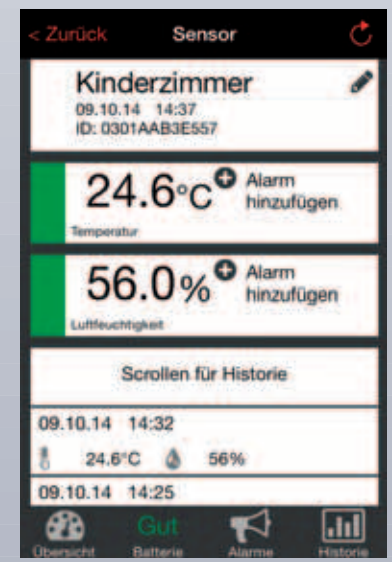 < Zurück Sensor
Kinderzimmer
09.10.14 14:37
ID: 0301AAB3E557
24.6°C Alarm
hinzufügen
Temperatur
56.0% Alarm
hinzufügen
Luftfeuchtigkeit
Scrollen für Historie
09.10.14 14:32
24.6°C 56%
09.10.14 14:25
Gut
Übersicht Batterie Alarme Historie